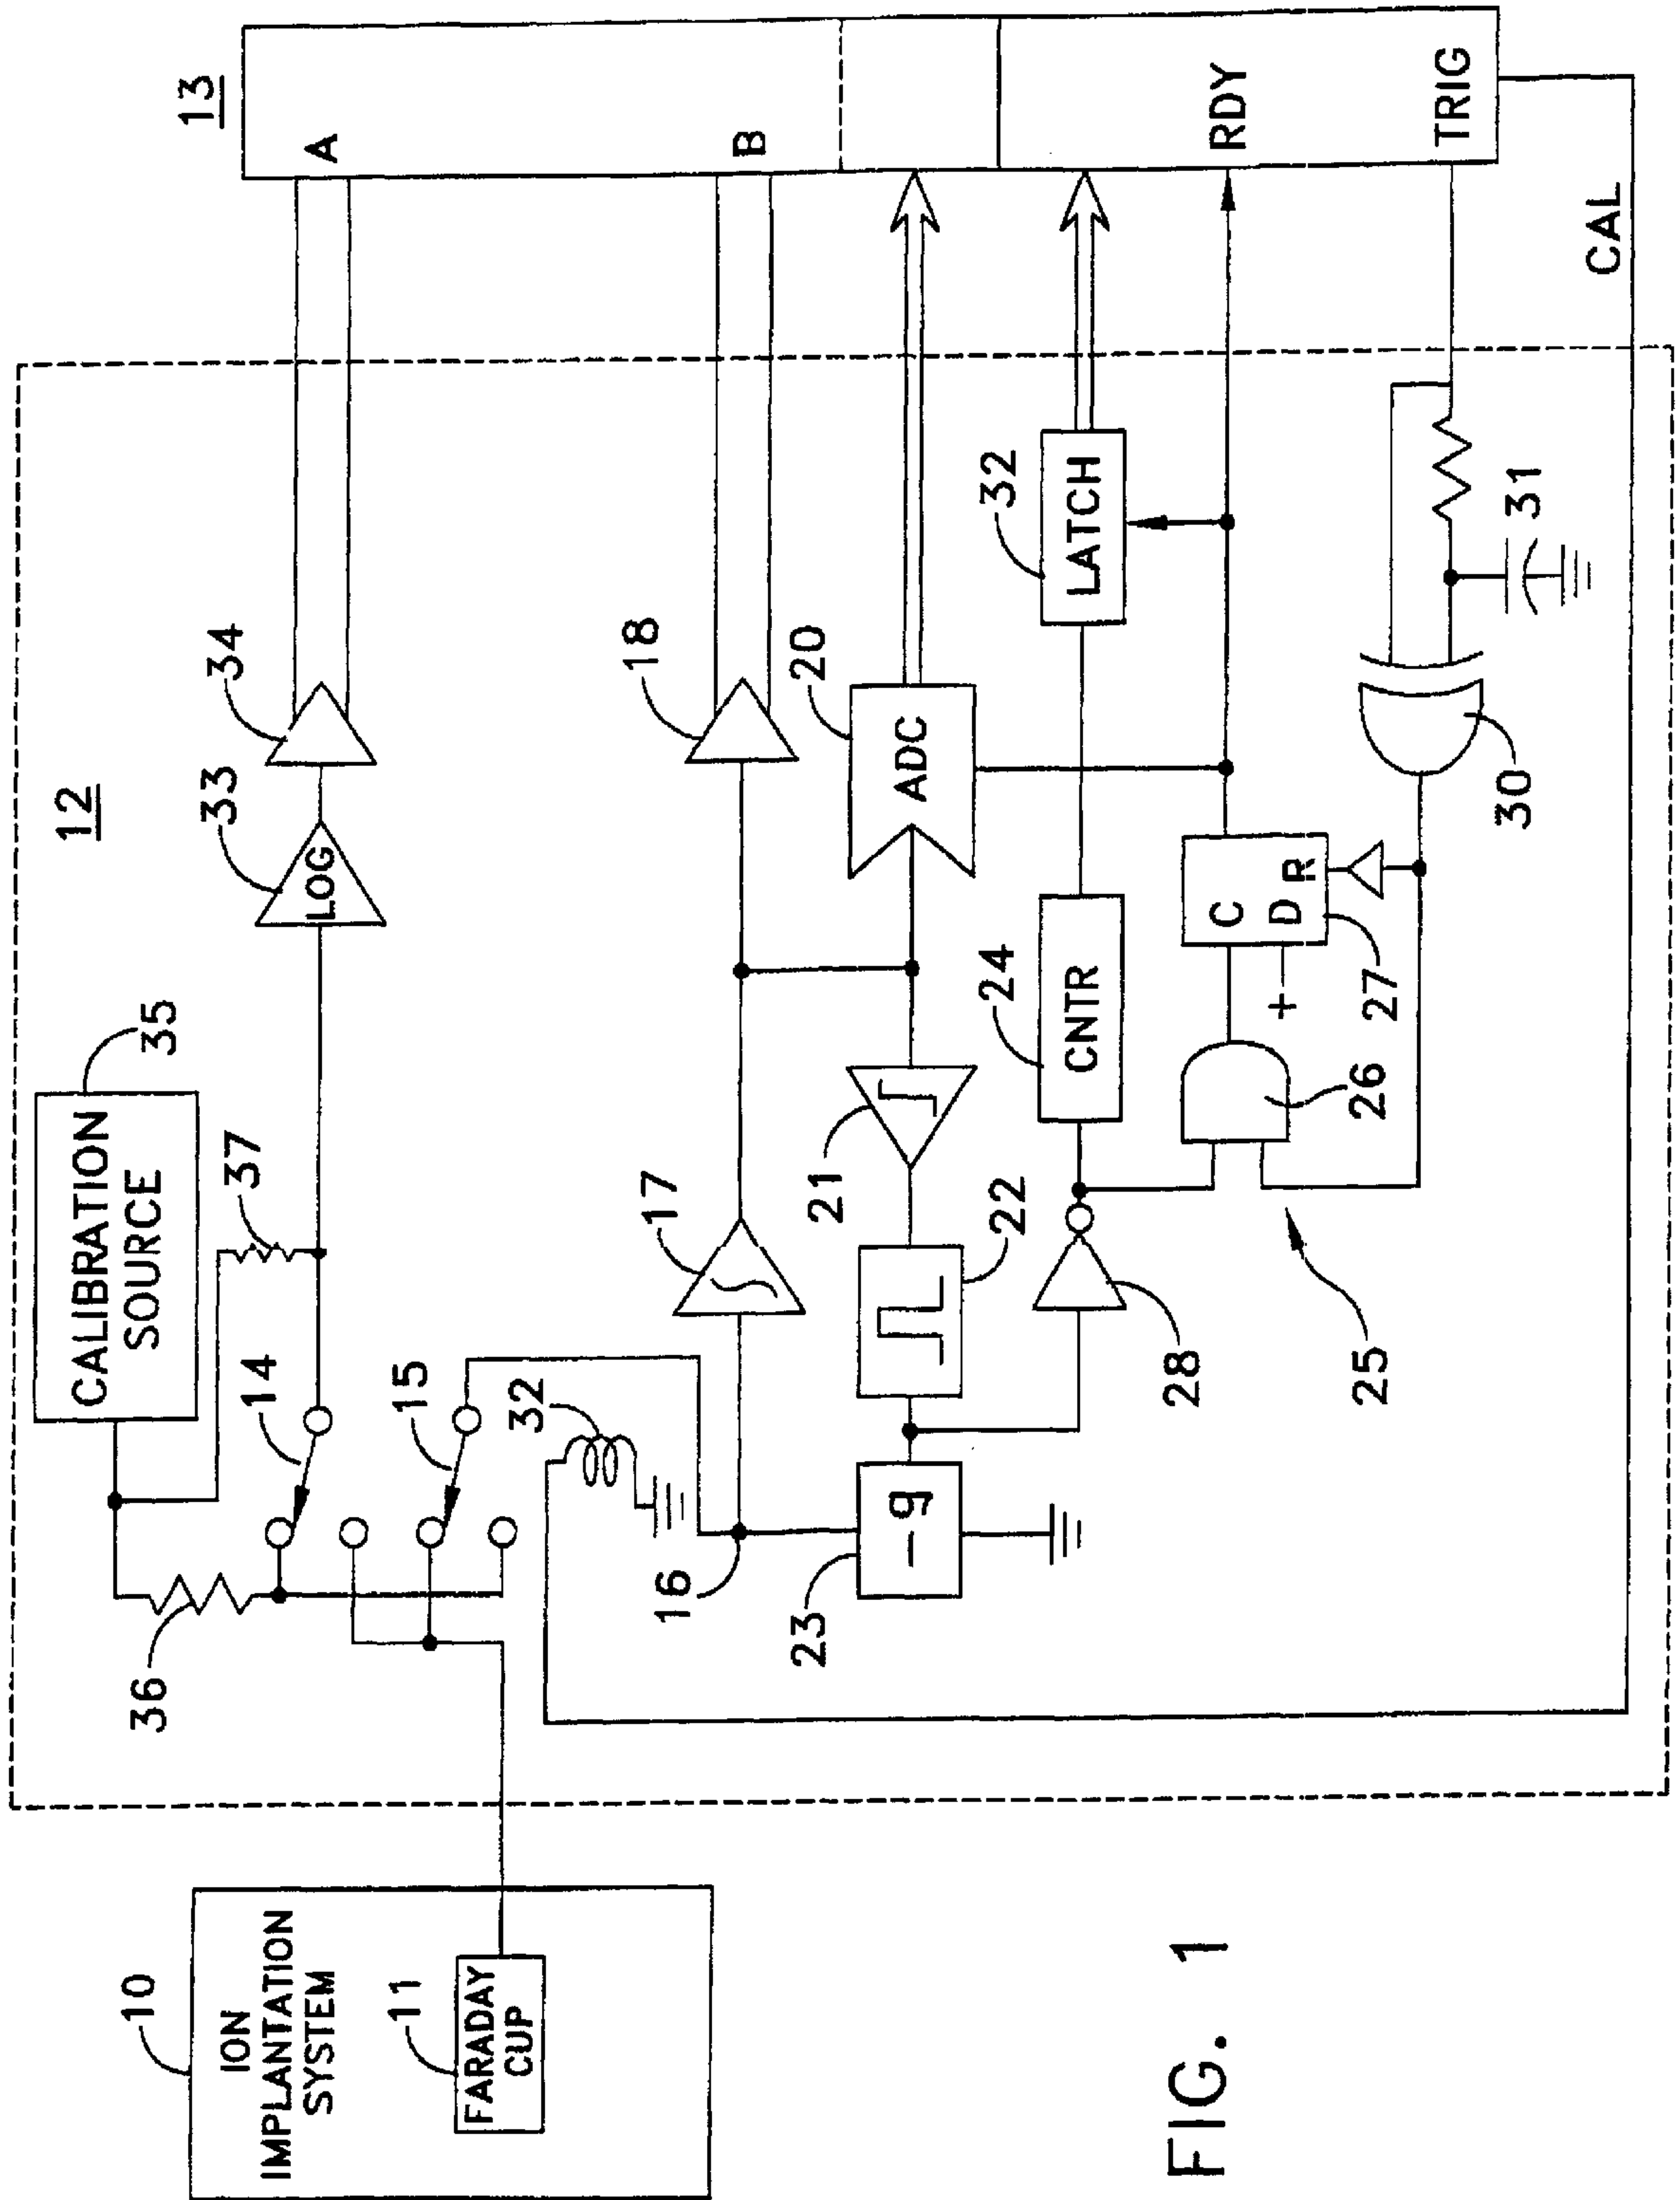 12
13
CALIBRATION
SOURCE
35
36
37
14
15
33
LOG
34
A
10
ION
IMPLANTATION
SYSTEM
11
FARADAY
CUP
32
16
17
18
B
23
-g
22
21
20
ADC
28
24
CNTR
32
LATCH
25
26
C
+
D
R
27
RDY
30
31
TRIG
CAL
FIG. 1